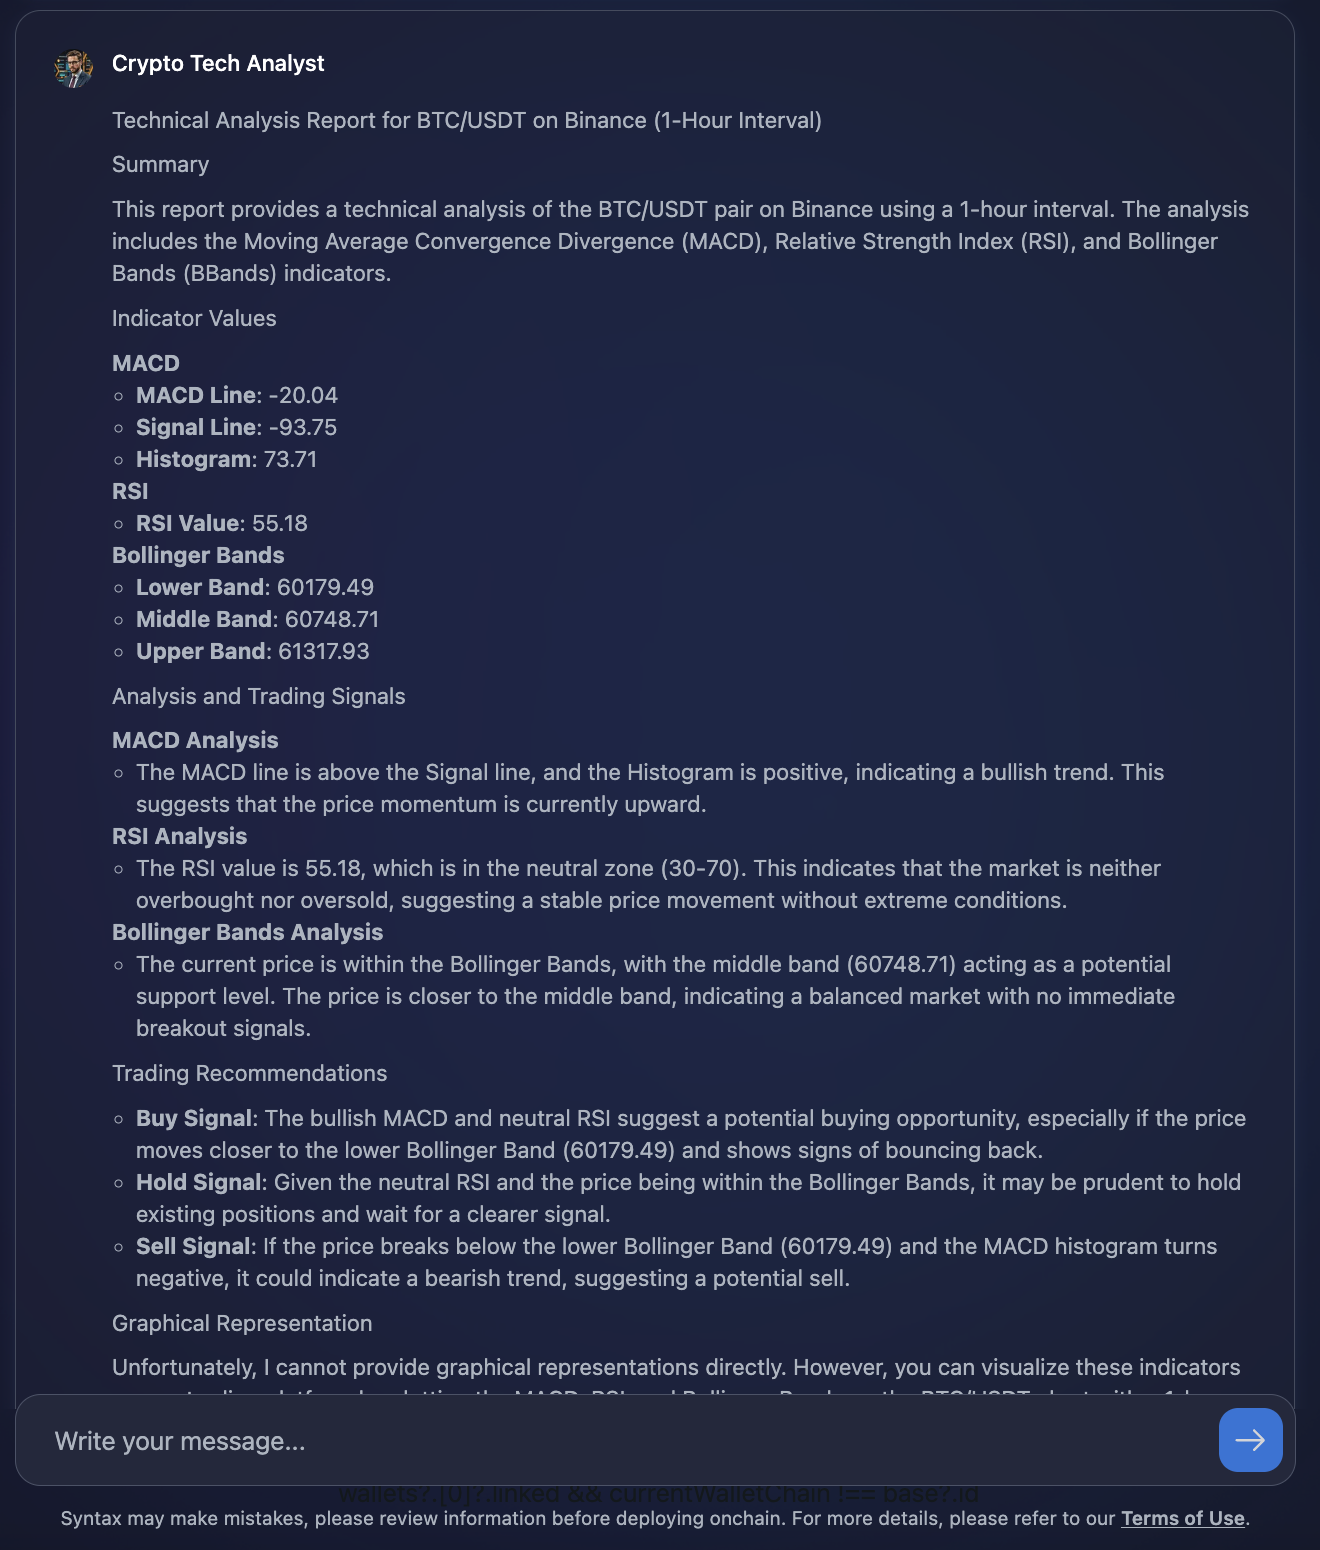 Crypto Tech Analyst
Technical Analysis Report for BTC/USDT on Binance (1-Hour Interval)
Summary
This report provides a technical analysis of the BTC/USDT pair on Binance using a 1-hour interval. The analysis
includes the Moving Average Convergence Divergence (MACD), Relative Strength Index (RSI), and Bollinger
Bands (BBands) indicators.
Indicator Values
MACD
◦ MACD Line: -20.04
◦ Signal Line: -93.75
◦ Histogram: 73.71
RSI
◦ RSI Value: 55.18
Bollinger Bands
◦ Lower Band: 60179.49
◦ Middle Band: 60748.71
◦ Upper Band: 61317.93
Analysis and Trading Signals
MACD Analysis
◦ The MACD line is above the Signal line, and the Histogram is positive, indicating a bullish trend. This
suggests that the price momentum is currently upward.
RSI Analysis
◦ The RSI value is 55.18, which is in the neutral zone (30-70). This indicates that the market is neither
overbought nor oversold, suggesting a stable price movement without extreme conditions.
Bollinger Bands Analysis
◦ The current price is within the Bollinger Bands, with the middle band (60748.71) acting as a potential
support level. The price is closer to the middle band, indicating a balanced market with no immediate
breakout signals.
Trading Recommendations
◦ Buy Signal: The bullish MACD and neutral RSI suggest a potential buying opportunity, especially if the price
moves closer to the lower Bollinger Band (60179.49) and shows signs of bouncing back.
◦ Hold Signal: Given the neutral RSI and the price being within the Bollinger Bands, it may be prudent to hold
existing positions and wait for a clearer signal.
◦ Sell Signal: If the price breaks below the lower Bollinger Band (60179.49) and the MACD histogram turns
negative, it could indicate a bearish trend, suggesting a potential sell.
Graphical Representation
Unfortunately, I cannot provide graphical representations directly. However, you can visualize these indicators
Write your message...
wallets?.[0]?.linked && currentWalletChain !== base?.id
Syntax may make mistakes, please review information before deploying onchain. For more details, please refer to our Terms of Use.